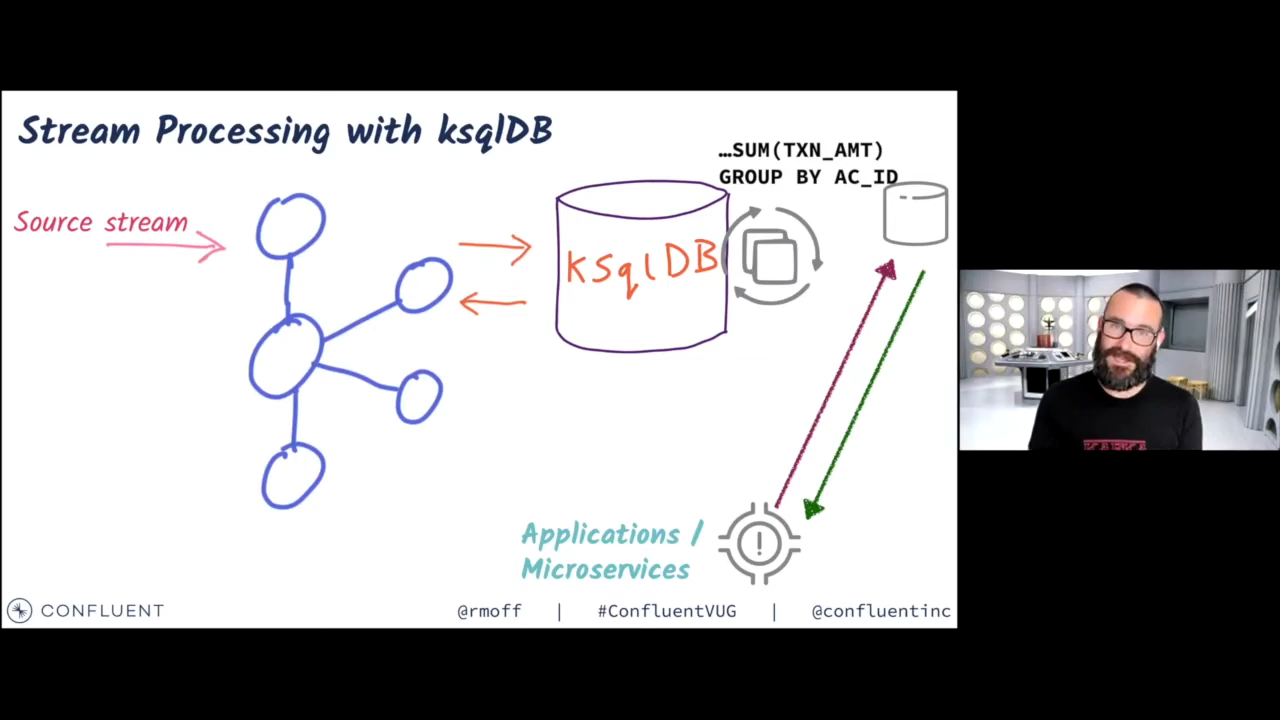 Stream Processing with ksqlDB
…SUM(TXN_AMT)
GROUP BY AC_ID
Source stream
KSqlDB
!
Applications /
Microservices
CONFLUENT
@rmoff | #ConfluentVUG | @confluentinc